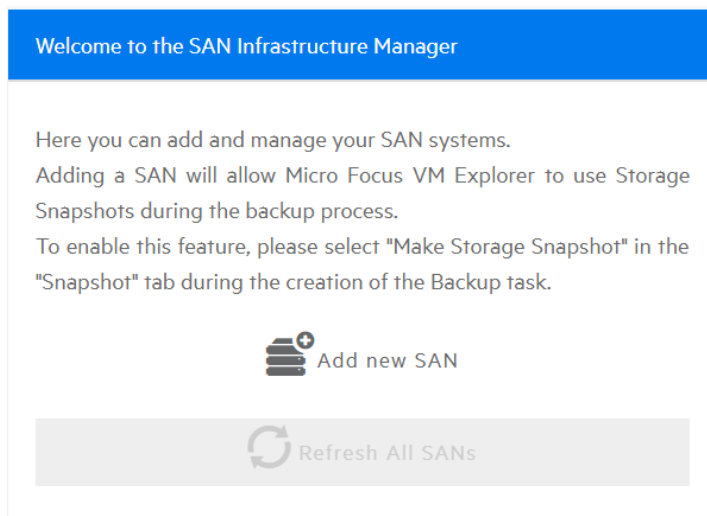 Welcome to the SAN Infrastructure Manager
Here you can add and manage your SAN systems.
Adding a SAN will allow Micro Focus VM Explorer to use Storage
Snapshots during the backup process.
To enable this feature, please select "Make Storage Snapshot" in the
"Snapshot" tab during the creation of the Backup task.
Add new SAN
Refresh All SANs